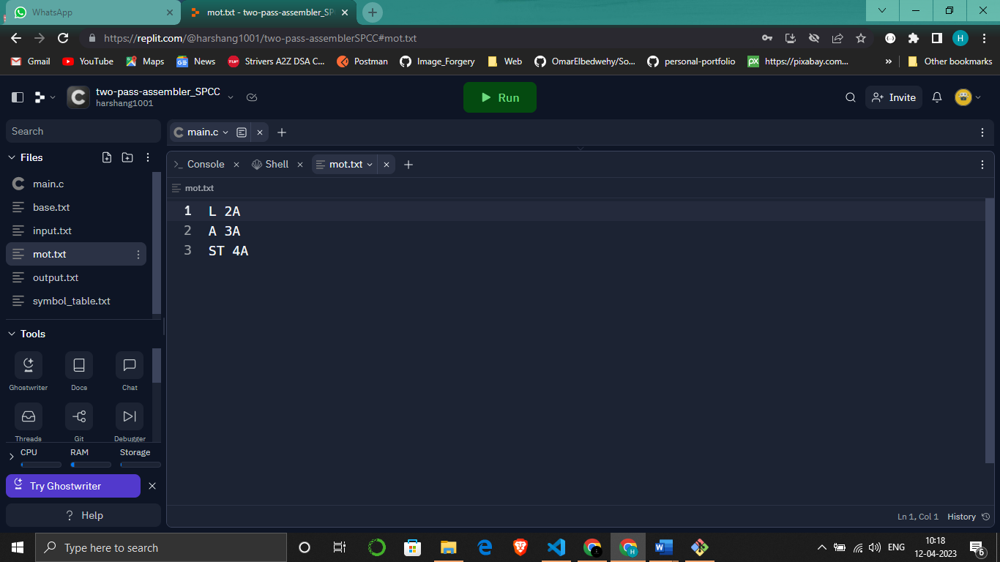 WhatsApp
mot.txt - two-pass-assembler_SP
https://replit.com/@harshang1001/two-pass-assemblerSPCC#mot.txt
H
Gmail YouTube Maps News Strivers A2Z DSA C... Postman Image_Forgery Web OmarElbedwehy/So... personal-portfolio https://pixabay.com... » Other bookmarks
two-pass-assembler_SPCC
harshang1001
Run
Invite
Search
main.c
Files
Console Shell mot.txt
main.c
mot.txt
base.txt
1 L 2A
input.txt
2 A 3A
mot.txt
3 ST 4A
output.txt
symbol_table.txt
Tools
Ghostwriter Docs Chat
Threads Git Debugger
CPU RAM Storage
Try Ghostwriter
? Help
Ln 1, Col 1 History
Type here to search
ENG
10:18
12-04-2023
6